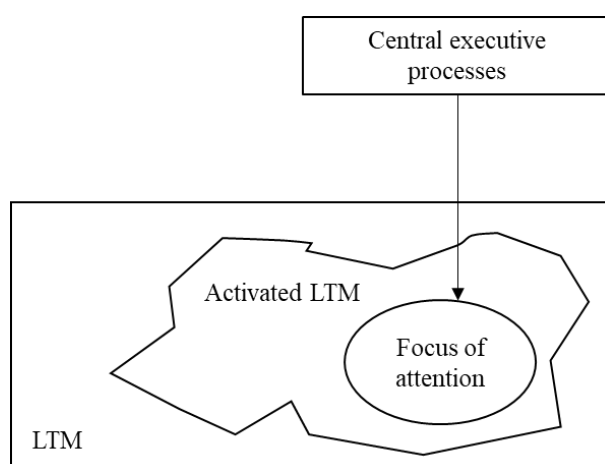 Central executive
processes
Activated LTM
Focus of
attention
LTM